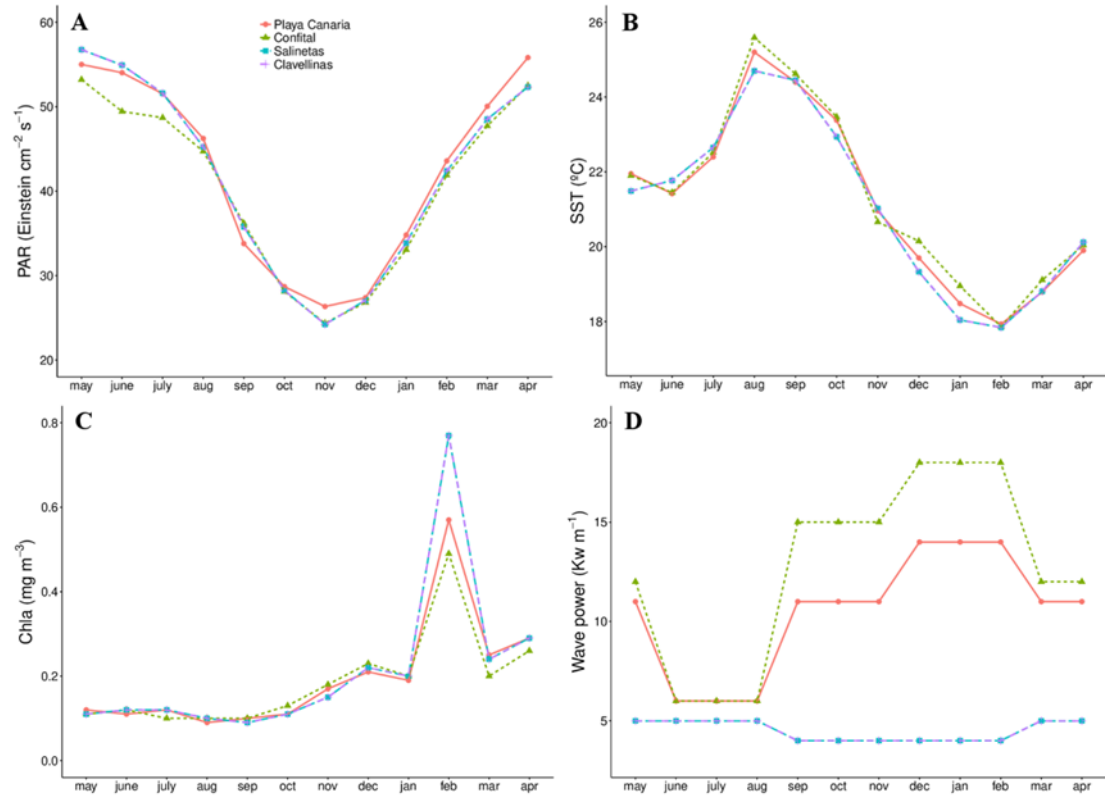 A
Playa Canaria
Confital
Salinetas
Clavellinas
PAR (Einstein cm⁻² s⁻¹)
60
50
40
30
20
may june july aug sep oct nov dec jan feb mar apr
B
SST (ºC)
26
24
22
20
18
may june july aug sep oct nov dec jan feb mar apr
C
Chla (mg m⁻³)
0.8
0.6
0.4
0.2
0.0
may june july aug sep oct nov dec jan feb mar apr
D
Wave power (Kw m⁻¹)
20
15
10
5
may june july aug sep oct nov dec jan feb mar apr